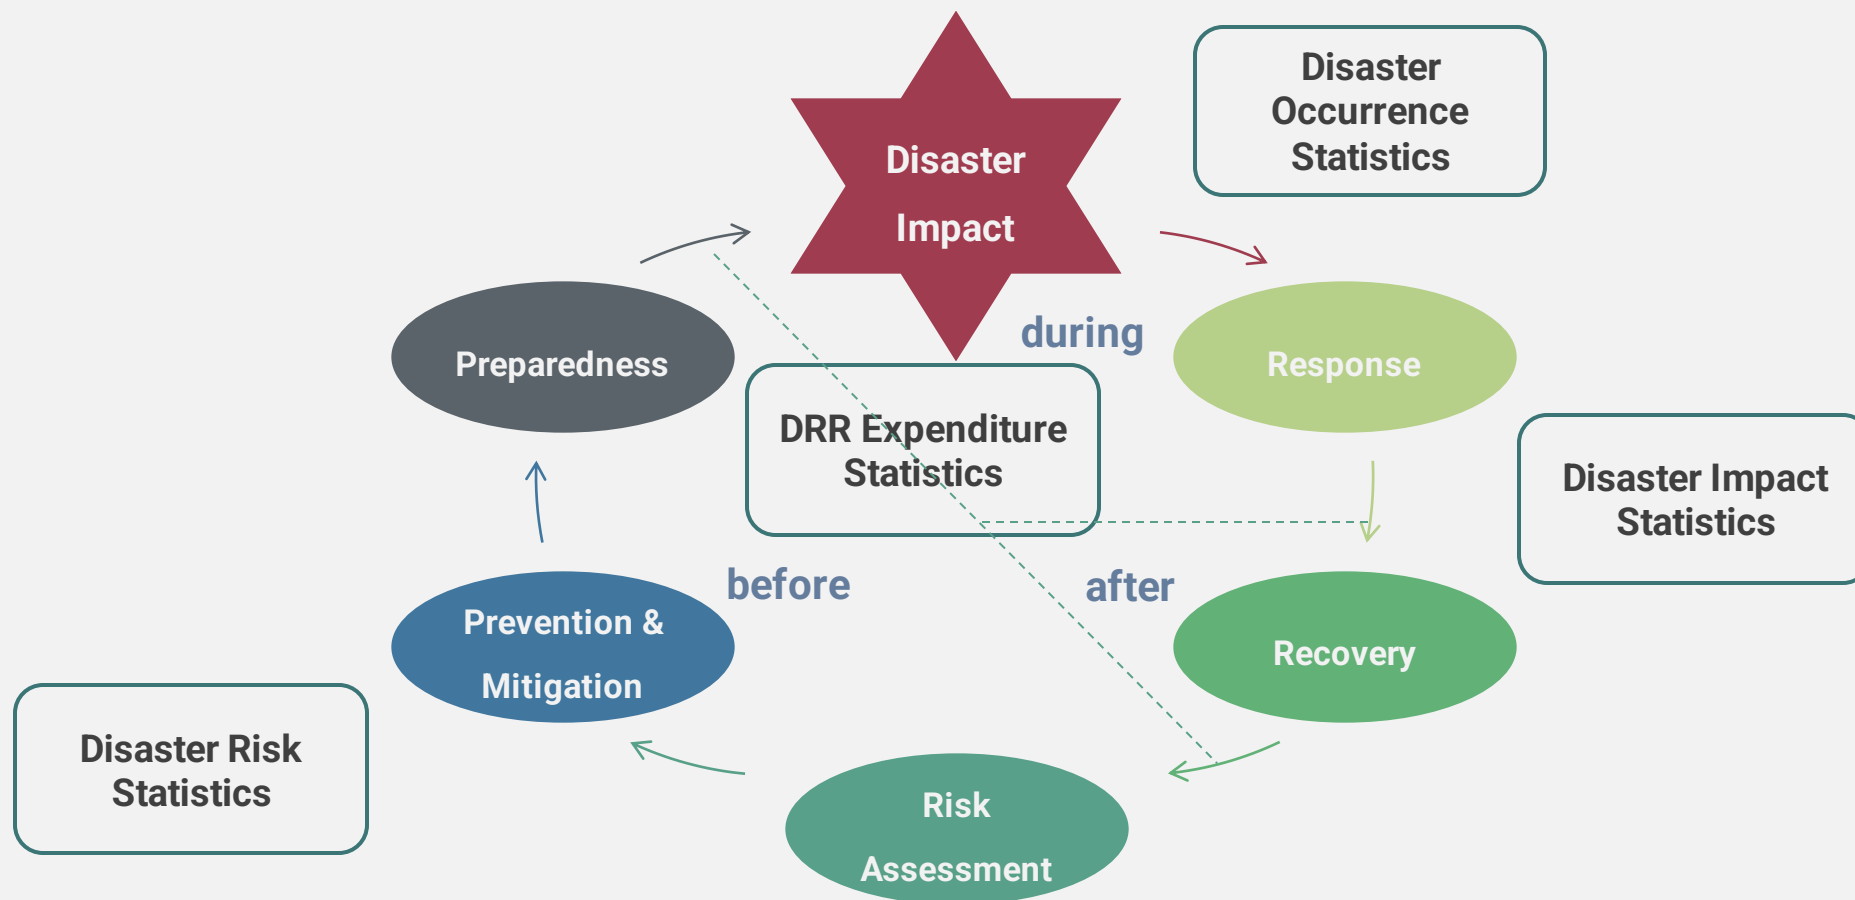 Disaster
Impact
Disaster
Occurrence
Statistics
during
Preparedness
Response
DRR Expenditure
Statistics
Disaster Impact
Statistics
before
after
Prevention &
Mitigation
Recovery
Disaster Risk
Statistics
Risk
Assessment